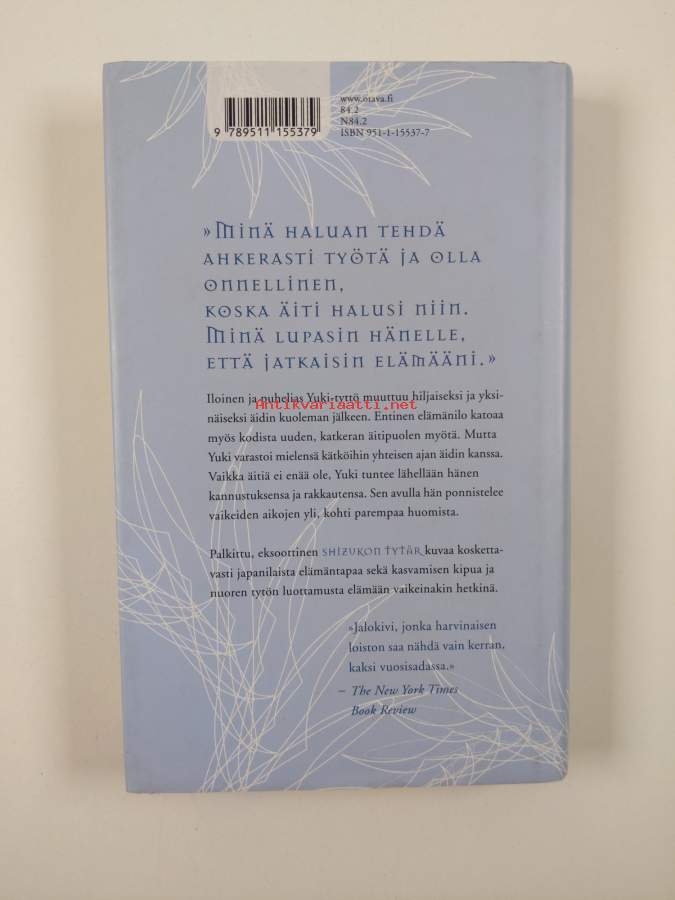 9 789511 155379
www.otava.fi
84.2
N84.2
ISBN 951-1-15537-7
»Minä haluan tehdä
ahkerasti työtä ja olla
onnellinen,
koska äiti halusi niin.
Minä lupasin hänelle,
että jatkaisin elämääni.»
Iloinen ja puhelias Yuki-tyttö muuttuu hiljaiseksi ja yksi-
näiseksi äidin kuoleman jälkeen. Entinen elämänilo katoaa
Antikvariaatti.net
myös kodista uuden, katkeran äitipuolen myötä. Mutta
Yuki varastoi mielensä kätköihin yhteisen ajan äidin kanssa.
Vaikka äitiä ei enää ole, Yuki tuntee lähellään hänen
kannustuksensa ja rakkautensa. Sen avulla hän ponnistelee
vaikeiden aikojen yli, kohti parempaa huomista.
Palkittu, eksoottinen SHIZUKON TYTÄR kuvaa kosketta-
vasti japanilaista elämäntapaa sekä kasvamisen kipua ja
nuoren tytön luottamusta elämään vaikeinakin hetkinä.
»Jalokivi, jonka harvinaisen
loiston saa nähdä vain kerran,
kaksi vuosisadassa.»
– The New York Times
Book Review